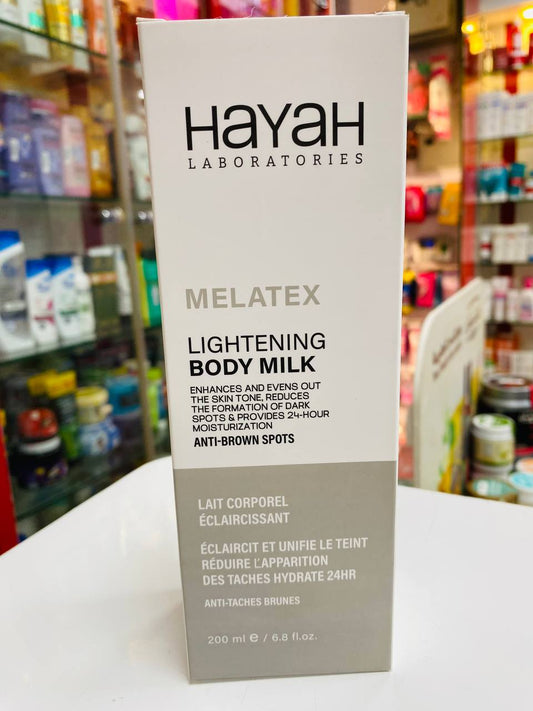 HAYAH
LABORATORIES
MELATEX
LIGHTENING
BODY MILK
ENHANCES AND EVENS OUT
THE SKIN TONE, REDUCES
THE FORMATION OF DARK
SPOTS & PROVIDES 24-HOUR
MOISTURIZATION
ANTI-BROWN SPOTS
LAIT CORPOREL
ÉCLAIRCISSANT
ÉCLAIRCIT ET UNIFIE LE TEINT
RÉDUIRE L'APPARITION
DES TACHES HYDRATE 24HR
ANTI-TACHES BRUNES
200 ml e / 6.8 fl.oz.